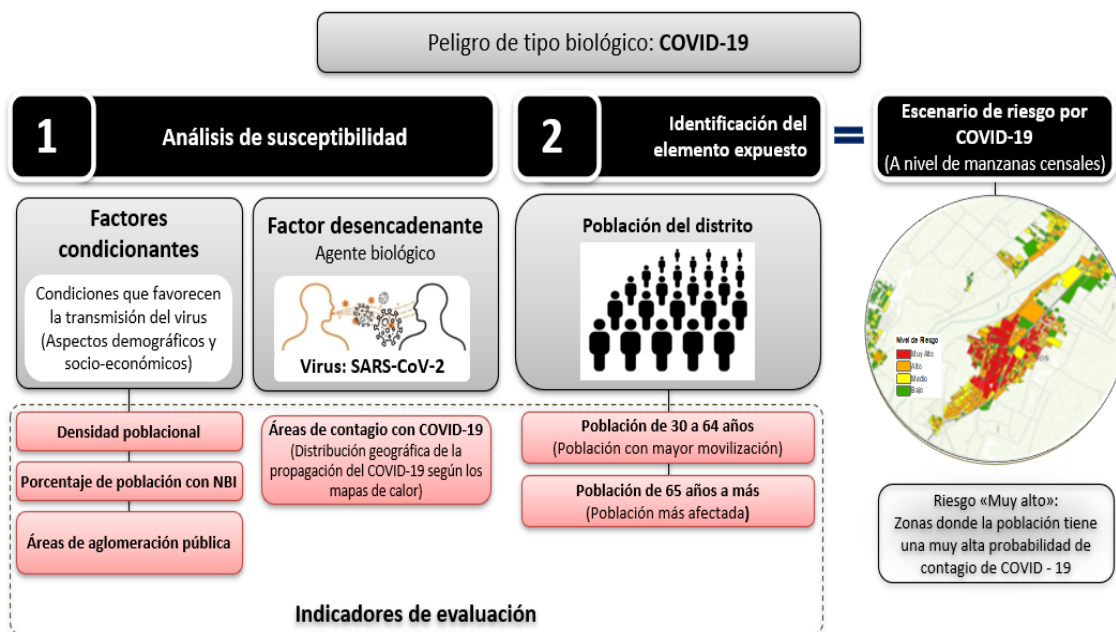 Peligro de tipo biológico: COVID-19
1
Análisis de susceptibilidad
2
Identificación del
elemento expuesto
=
Escenario de riesgo por
COVID-19
(A nivel de manzanas censales)
Factores
condicionantes
Condiciones que favorecen
la transmisión del virus
(Aspectos demográficos y
socio-económicos)
Factor desencadenante
Agente biológico
Virus: SARS-CoV-2
Población del distrito
Nivel de Riesgo
Muy Alto
Alto
Medio
Bajo
Densidad poblacional
Porcentaje de población con NBI
Áreas de aglomeración pública
Áreas de contagio con COVID-19
(Distribución geográfica de la
propagación del COVID-19 según los
mapas de calor)
Población de 30 a 64 años
(Población con mayor movilización)
Población de 65 años a más
(Población más afectada)
Riesgo «Muy alto»:
Zonas donde la población tiene
una muy alta probabilidad de
contagio de COVID - 19
Indicadores de evaluación